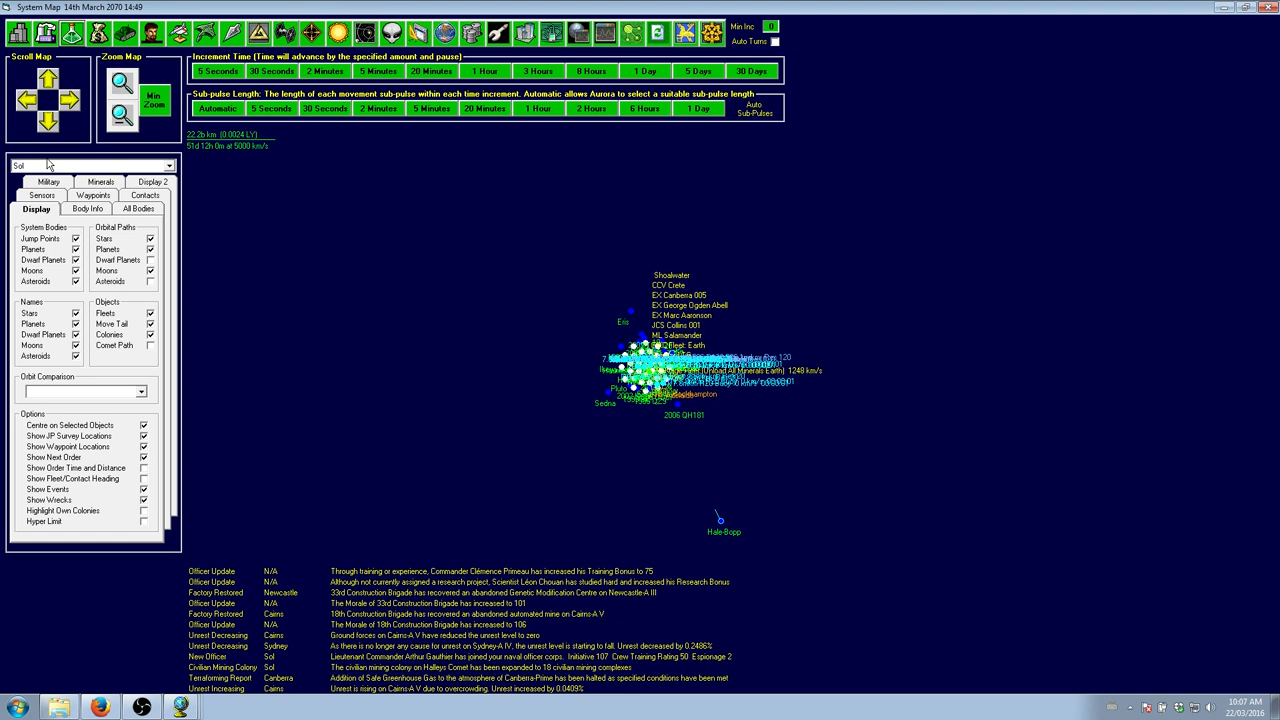 System Map 14th March 2070 14:49
Min Inc 0
Auto Turns
Scroll Map
Zoom Map
Min Zoom
Increment Time (Time will advance by the specified amount and pause)
5 Seconds 30 Seconds 2 Minutes 5 Minutes 20 Minutes 1 Hour 3 Hours 8 Hours 1 Day 5 Days 30 Days
Sub-pulse Length: The length of each movement sub-pulse within each time increment. Automatic allows Aurora to select a suitable sub-pulse length
Automatic 5 Seconds 30 Seconds 2 Minutes 5 Minutes 20 Minutes 1 Hour 2 Hours 6 Hours 1 Day Auto Sub-Pulses
22.2b km (0.0024 LY)
51d 12h 0m at 5000 km/s
Sol
Military Minerals Display 2
Sensors Waypoints Contacts
Display Body Info All Bodies
System Bodies
Jump Points
Planets
Dwarf Planets
Moons
Asteroids
Orbital Paths
Stars
Planets
Dwarf Planets
Moons
Asteroids
Names
Stars
Planets
Dwarf Planets
Moons
Asteroids
Objects
Fleets
Move Tail
Colonies
Comet Path
Orbit Comparison
Options
Centre on Selected Objects
Show JP Survey Locations
Show Waypoint Locations
Show Next Order
Show Order Time and Distance
Show Fleet/Contact Heading
Show Events
Show Wrecks
Highlight Own Colonies
Hyper Limit
Shoalwater
CCV Crete
EX Canberra 005
EX George Ogden Abell
EX Marc Aaronson
JCS Collins 001
ML Salamander
Fleet: Earth
Eris
(Unload All Minerals Earth) 1248 km/s
Pluto
Sedna
2006 QH181
Hale-Bopp
Officer Update N/A Through training or experience, Commander Clémence Primeau has increased his Training Bonus to 75
Officer Update N/A Although not currently assigned a research project, Scientist Léon Chouan has studied hard and increased his Research Bonus
Factory Restored Newcastle 33rd Construction Brigade has recovered an abandoned Genetic Modification Centre on Newcastle-A III
Officer Update N/A The Morale of 33rd Construction Brigade has increased to 101
Factory Restored Cairns 18th Construction Brigade has recovered an abandoned automated mine on Cairns-A V
Officer Update N/A The Morale of 18th Construction Brigade has increased to 106
Unrest Decreasing Cairns Ground forces on Cairns-A V have reduced the unrest level to zero
Unrest Decreasing Sydney As there is no longer any cause for unrest on Sydney-A IV, the unrest level is starting to fall. Unrest decreased by 0.2486%
New Officer Sol Lieutenant Commander Arthur Gauthier has joined your naval officer corps. Initiative 107 Crew Training Rating 50 Espionage 2
Civilian Mining Colony Sol The civilian mining colony on Halleys Comet has been expanded to 18 civilian mining complexes
Terraforming Report Canberra Addition of Safe Greenhouse Gas to the atmosphere of Canberra-Prime has been halted as specified conditions have been met
Unrest Increasing Cairns Unrest is rising on Cairns-A V due to overcrowding. Unrest increased by 0.0409%
10:07 AM
22/03/2016